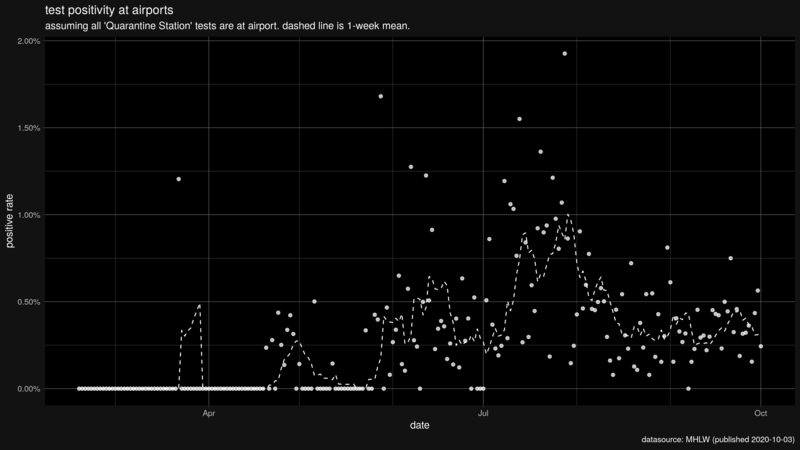 test positivity at airports
assuming all 'Quarantine Station' tests are at airport. dashed line is 1-week mean.
2.00%
1.50%
1.00%
0.50%
0.00%
positive rate
Apr
Jul
Oct
date
datasource: MHLW (published 2020-10-03)